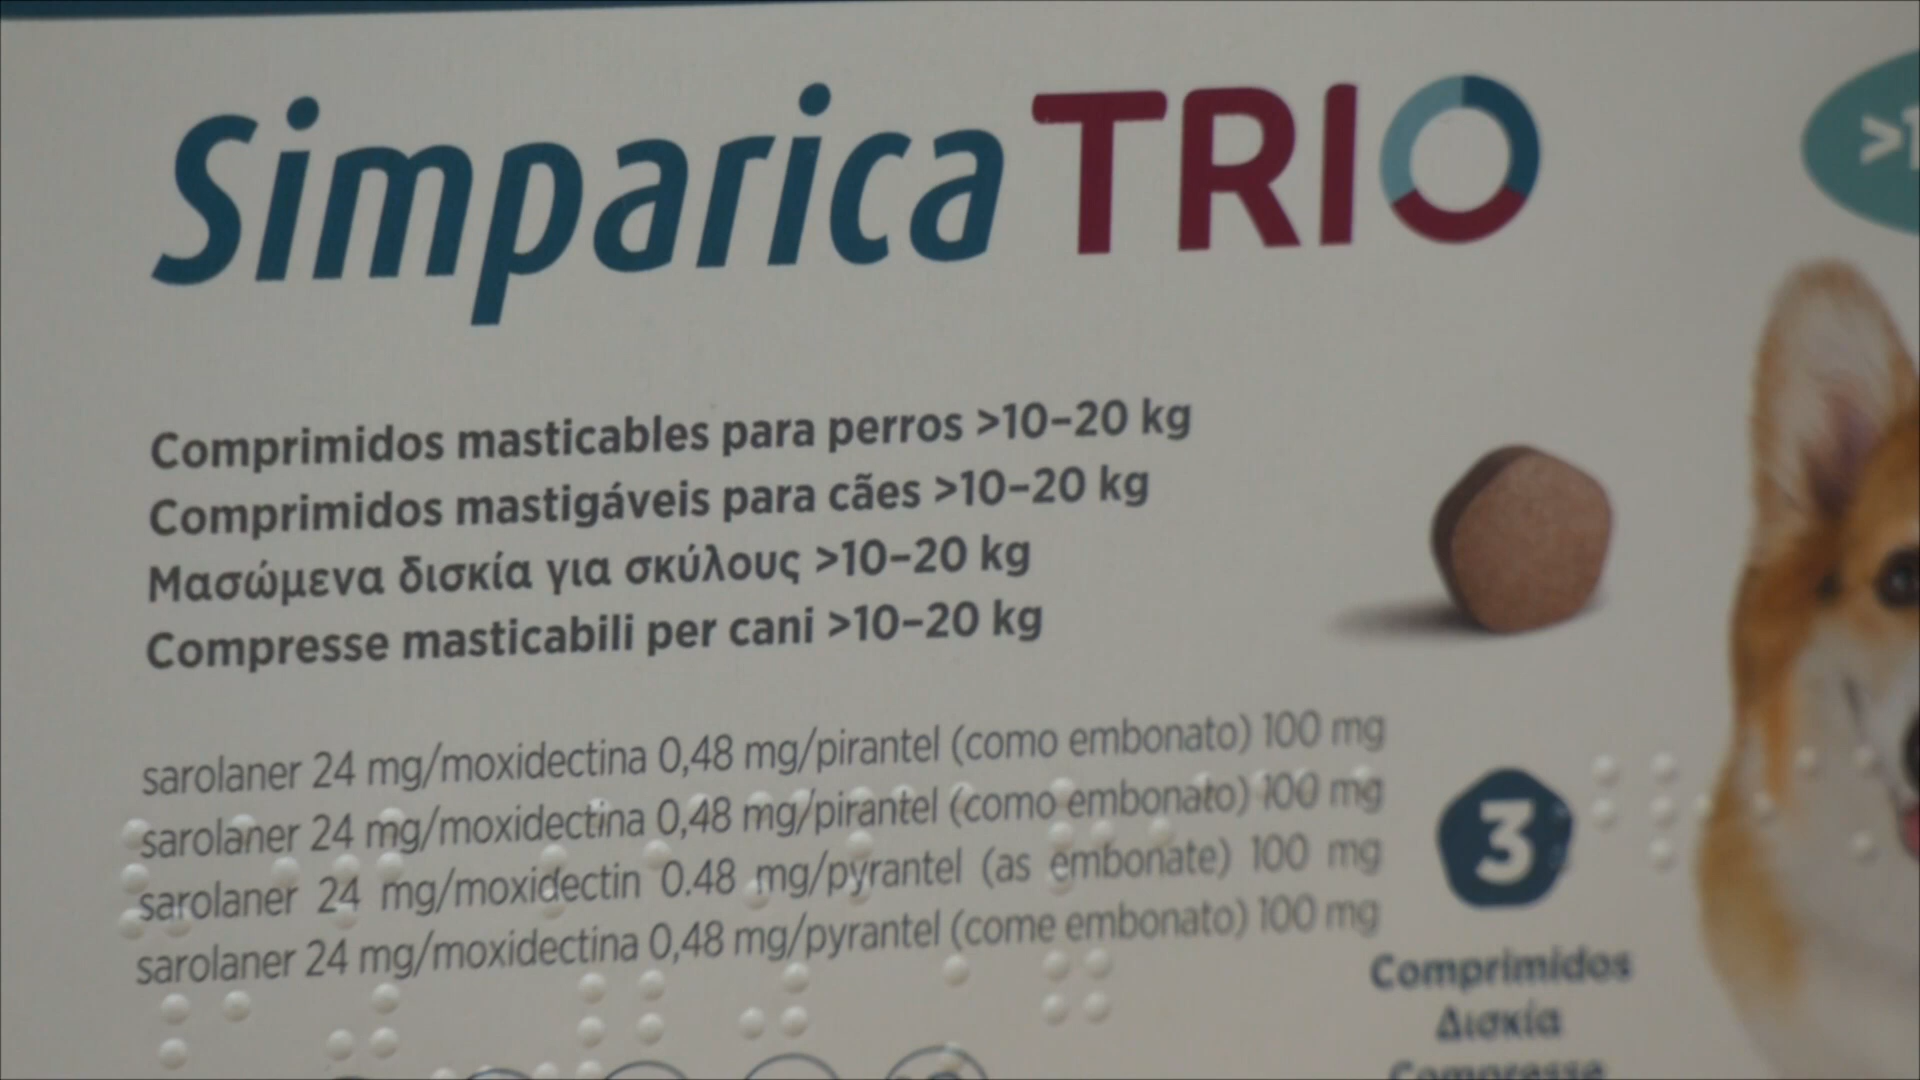 Simparica TRIO
Comprimidos masticables para perros >10-20 kg
Comprimidos mastigáveis para cães >10-20 kg
Μασώμενα δισκία για σκύλους >10-20 kg
Compresse masticabili per cani >10-20 kg
sarolaner 24 mg/moxidectina 0,48 mg/pirantel (como embonato) 100 mg
sarolaner 24 mg/moxidectina 0,48 mg/pirantel (como embonato) 100 mg
sarolaner 24 mg/moxidectin 0.48 mg/pyrantel (as embonate) 100 mg
sarolaner 24 mg/moxidectina 0,48 mg/pyrantel (come embonato) 100 mg
3
Comprimidos
Δισκία
Compresse